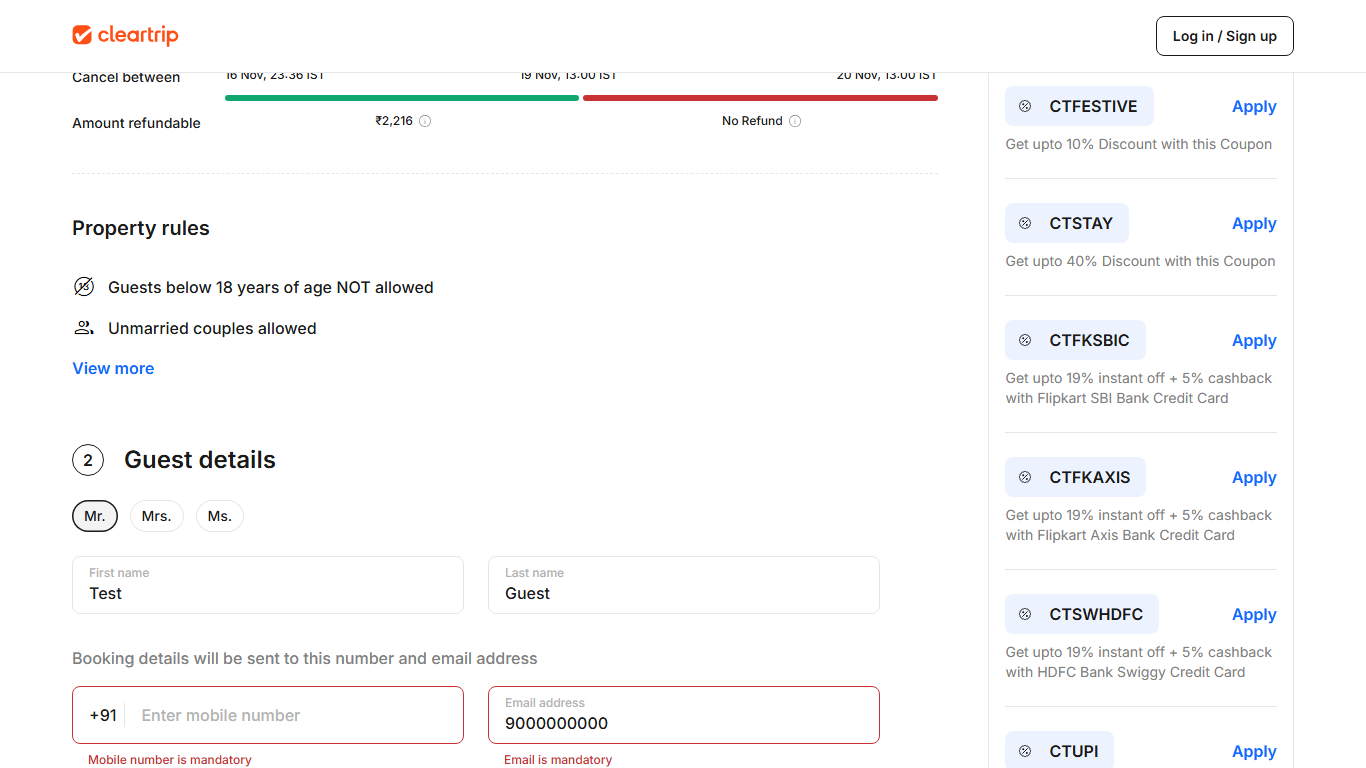 cleartrip
Log in / Sign up
Cancel between
16 Nov, 23:36 IST
19 Nov, 13:00 IST
20 Nov, 13:00 IST
Amount refundable
₹2,216
No Refund
Property rules
18
Guests below 18 years of age NOT allowed
Unmarried couples allowed
View more
2
Guest details
Mr.
Mrs.
Ms.
First name
Test
Last name
Guest
Booking details will be sent to this number and email address
+91
Enter mobile number
Mobile number is mandatory
Email address
9000000000
Email is mandatory
CTFESTIVE
Apply
Get upto 10% Discount with this Coupon
CTSTAY
Apply
Get upto 40% Discount with this Coupon
CTFKSBIC
Apply
Get upto 19% instant off + 5% cashback
with Flipkart SBI Bank Credit Card
CTFKAXIS
Apply
Get upto 19% instant off + 5% cashback
with Flipkart Axis Bank Credit Card
CTSWHDFC
Apply
Get upto 19% instant off + 5% cashback
with HDFC Bank Swiggy Credit Card
CTUPI
Apply